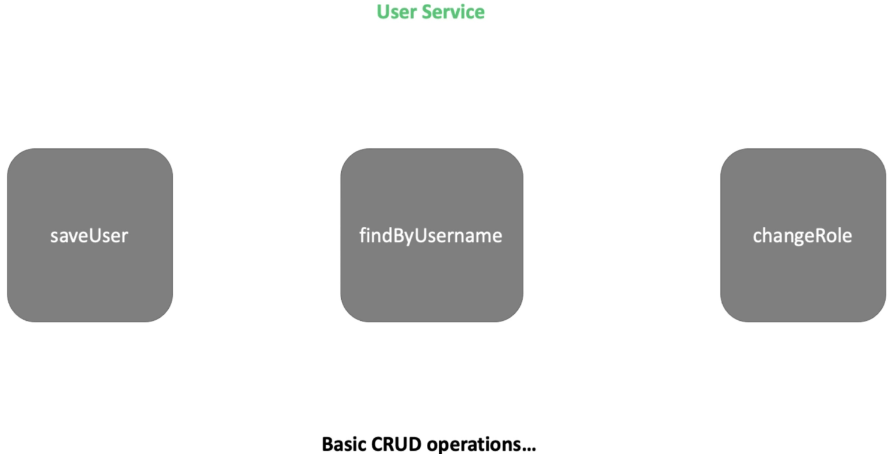 User Service
saveUser
findByUsername
changeRole
Basic CRUD operations...